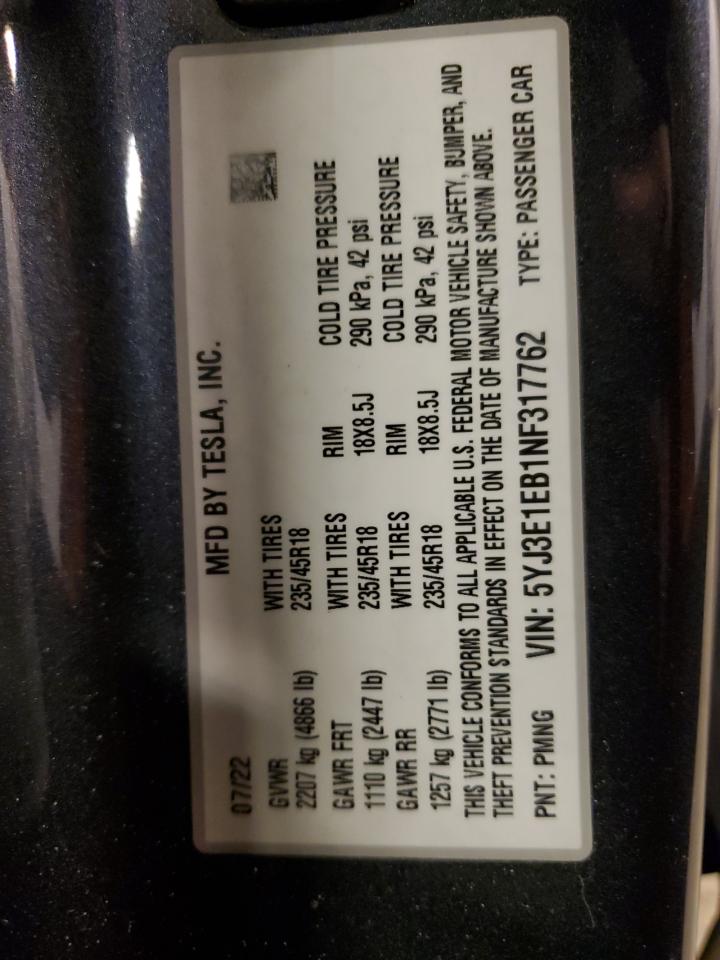 07/22 MFD BY TESLA, INC.
GVWR WITH TIRES
2207 kg (4866 lb) 235/45R18
GAWR FRT WITH TIRES RIM COLD TIRE PRESSURE
1110 kg (2447 lb) 235/45R18 18X8.5J 290 kPa, 42 psi
GAWR RR WITH TIRES RIM COLD TIRE PRESSURE
1257 kg (2771 lb) 235/45R18 18X8.5J 290 kPa, 42 psi
THIS VEHICLE CONFORMS TO ALL APPLICABLE U.S. FEDERAL MOTOR VEHICLE SAFETY, BUMPER, AND
THEFT PREVENTION STANDARDS IN EFFECT ON THE DATE OF MANUFACTURE SHOWN ABOVE.
PNT: PMNG VIN: 5YJ3E1EB1NF317762 TYPE: PASSENGER CAR